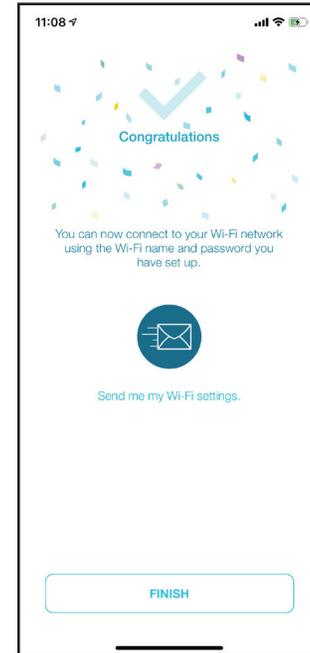 11:08
Congratulations
You can now connect to your Wi-Fi network
using the Wi-Fi name and password you
have set up.
Send me my Wi-Fi settings.
FINISH